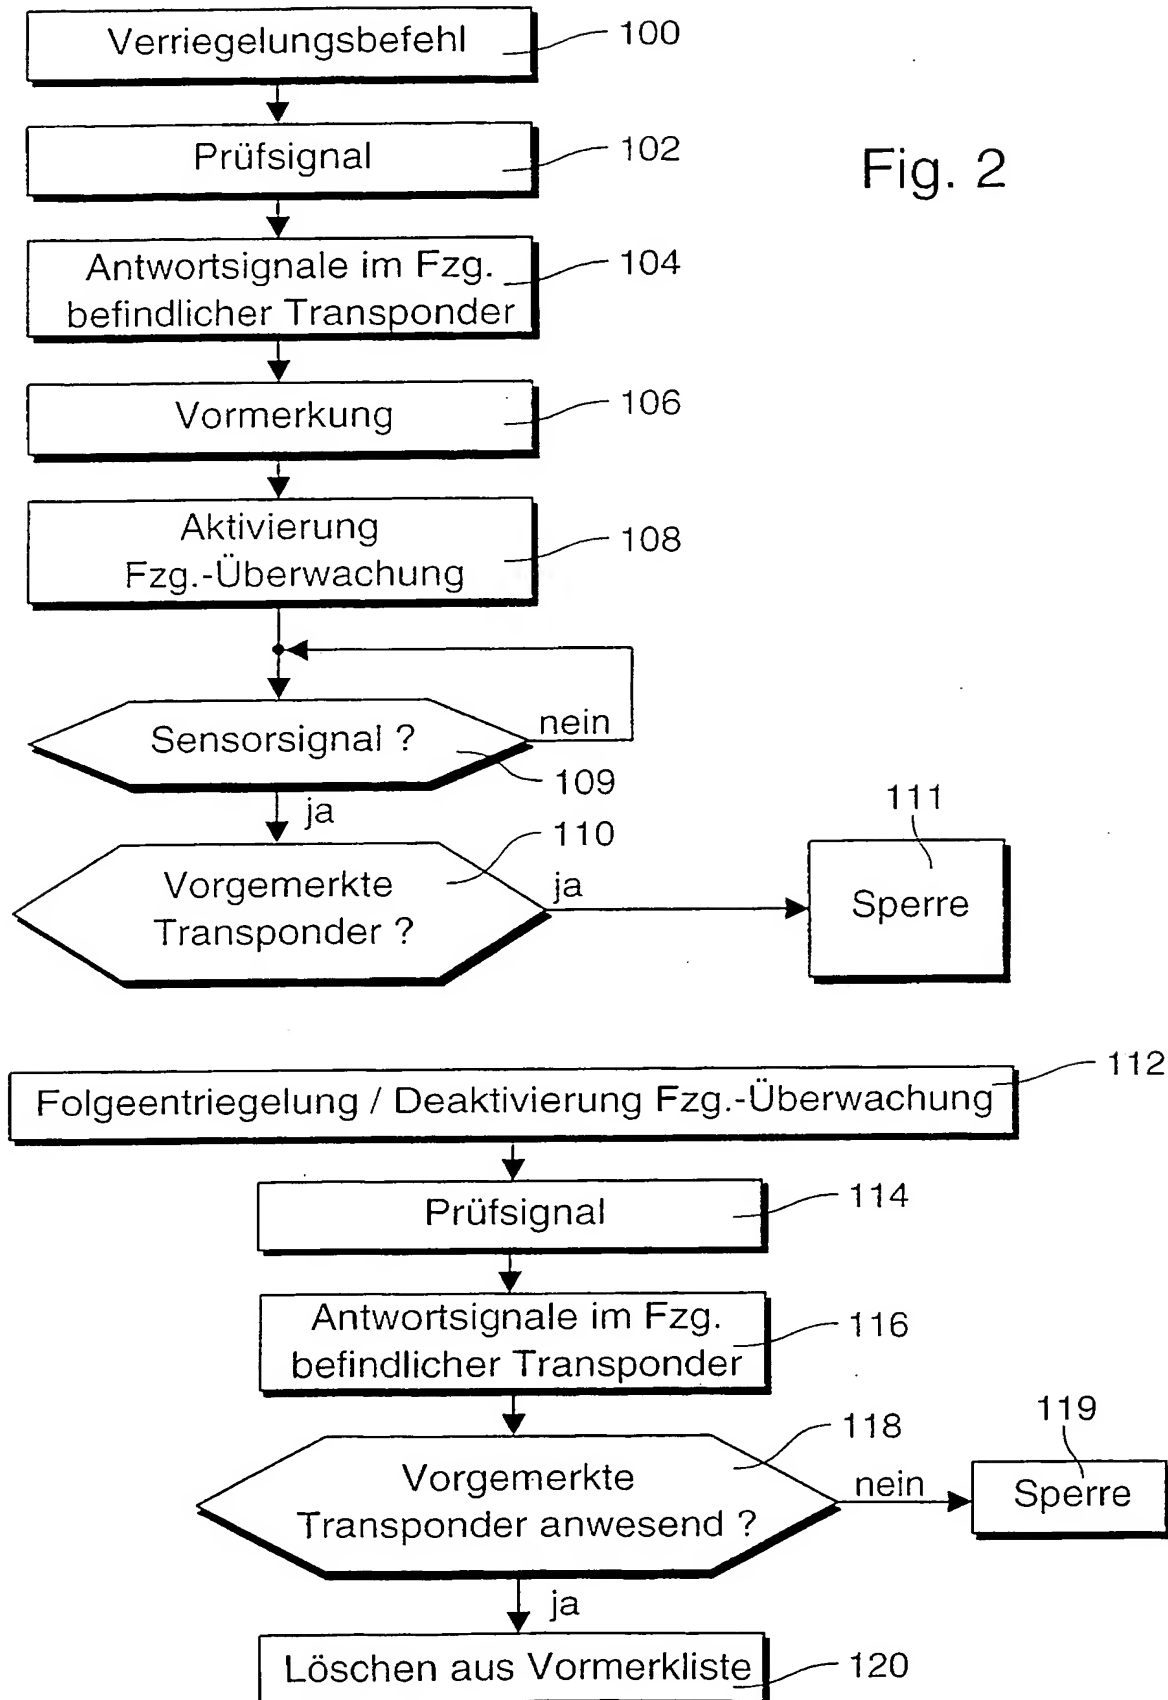 Verriegelungsbefehl
100
Prüfsignal
102
Fig. 2
Antwortsignale im Fzg.
befindlicher Transponder
104
Vormerkung
106
Aktivierung
Fzg.-Überwachung
108
Sensorsignal ?
nein
109
ja
110
111
Vorgemerkte
Transponder ?
ja
Sperre
112
Folgeentriegelung / Deaktivierung Fzg.-Überwachung
Prüfsignal
114
Antwortsignale im Fzg.
befindlicher Transponder
116
118
119
Vorgemerkte
Transponder anwesend ?
nein
Sperre
ja
Löschen aus Vormerkliste
120